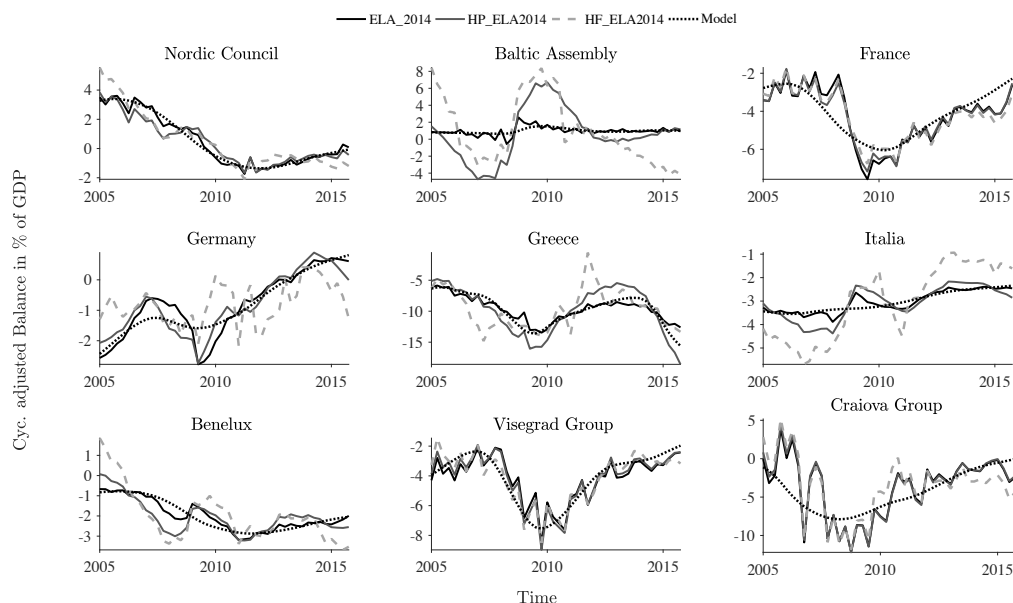 ELA_2014 HP_ELA2014 HF_ELA2014 Model
Nordic Council Baltic Assembly France
4
2
0
-2
2005 2010 2015
8
6
4
2
0
-2
-4
2005 2010 2015
-2
-4
-6
2005 2010 2015
Cyc. adjusted Balance in % of GDP
Germany Greece Italia
0
-1
-2
2005 2010 2015
-5
-10
-15
2005 2010 2015
-1
-2
-3
-4
-5
2005 2010 2015
Benelux Visegrad Group Craiova Group
1
0
-1
-2
-3
2005 2010 2015
-2
-4
-6
-8
2005 2010 2015
5
0
-5
-10
2005 2010 2015
Time